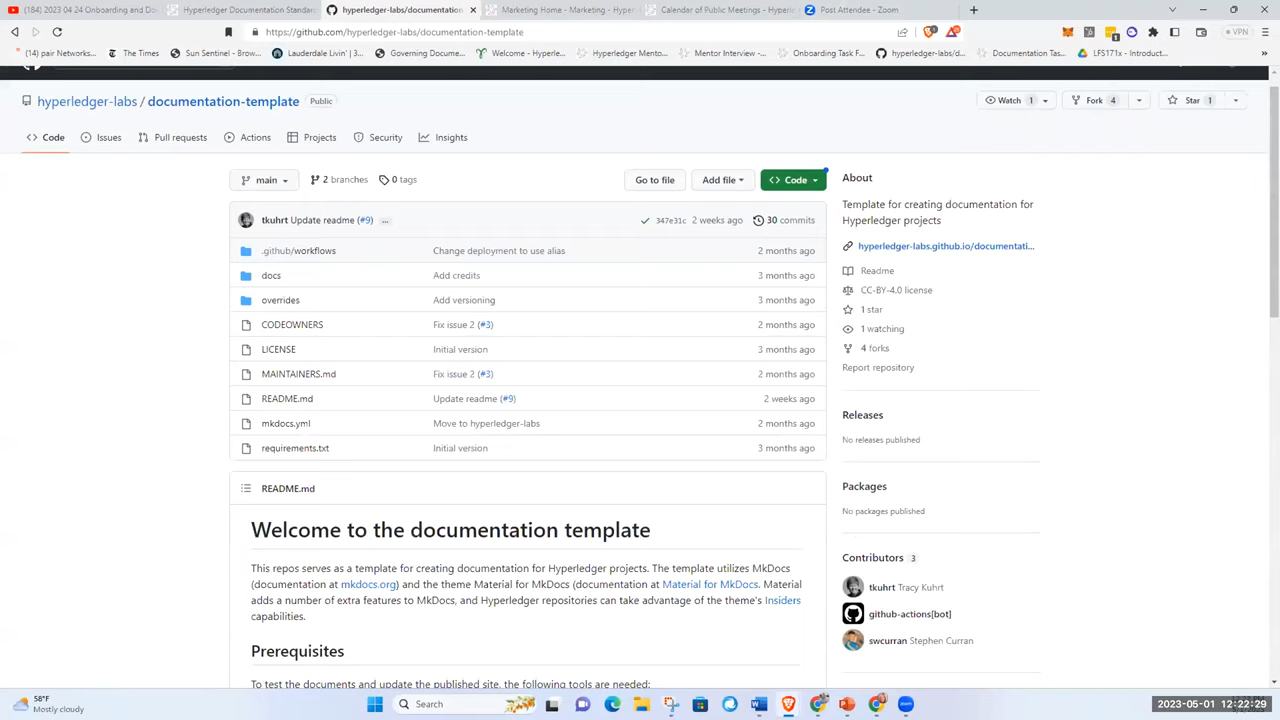 (184) 2023 04 24 Onboarding and Do
Hyperledger Documentation Standard
hyperledger-labs/documentation
Marketing Home - Marketing - Hyper
Calendar of Public Meetings - Hyper
Post Attendee - Zoom
https://github.com/hyperledger-labs/documentation-template
VPN
(14) pair Networks...
The Times
Sun Sentinel - Brow...
Lauderdale Livin' | 3...
Governing Docume...
Welcome - Hyperle...
Hyperledger Mento...
Mentor Interview -...
Onboarding Task F...
hyperledger-labs/d...
Documentation Tas...
LFS171x - Introduct...
hyperledger-labs / documentation-template Public
Watch 1
Fork 4
Star 1
Code
Issues
Pull requests
Actions
Projects
Security
Insights
main
2 branches
0 tags
Go to file
Add file
Code
tkuhrt Update readme (#9) ...
347e31c 2 weeks ago
30 commits
.github/workflows Change deployment to use alias 2 months ago
docs Add credits 3 months ago
overrides Add versioning 3 months ago
CODEOWNERS Fix issue 2 (#3) 2 months ago
LICENSE Initial version 3 months ago
MAINTAINERS.md Fix issue 2 (#3) 2 months ago
README.md Update readme (#9) 2 weeks ago
mkdocs.yml Move to hyperledger-labs 2 months ago
requirements.txt Initial version 3 months ago
README.md
Welcome to the documentation template
This repos serves as a template for creating documentation for Hyperledger projects. The template utilizes MkDocs
(documentation at mkdocs.org) and the theme Material for MkDocs (documentation at Material for MkDocs. Material
adds a number of extra features to MkDocs, and Hyperledger repositories can take advantage of the theme's Insiders
capabilities.
Prerequisites
To test the documents and update the published site, the following tools are needed:
About
Template for creating documentation for
Hyperledger projects
hyperledger-labs.github.io/documentati...
Readme
CC-BY-4.0 license
1 star
1 watching
4 forks
Report repository
Releases
No releases published
Packages
No packages published
Contributors 3
tkuhrt Tracy Kuhrt
github-actions[bot]
swcurran Stephen Curran
58°F
Mostly cloudy
Search
2023-05-01 12:22:29